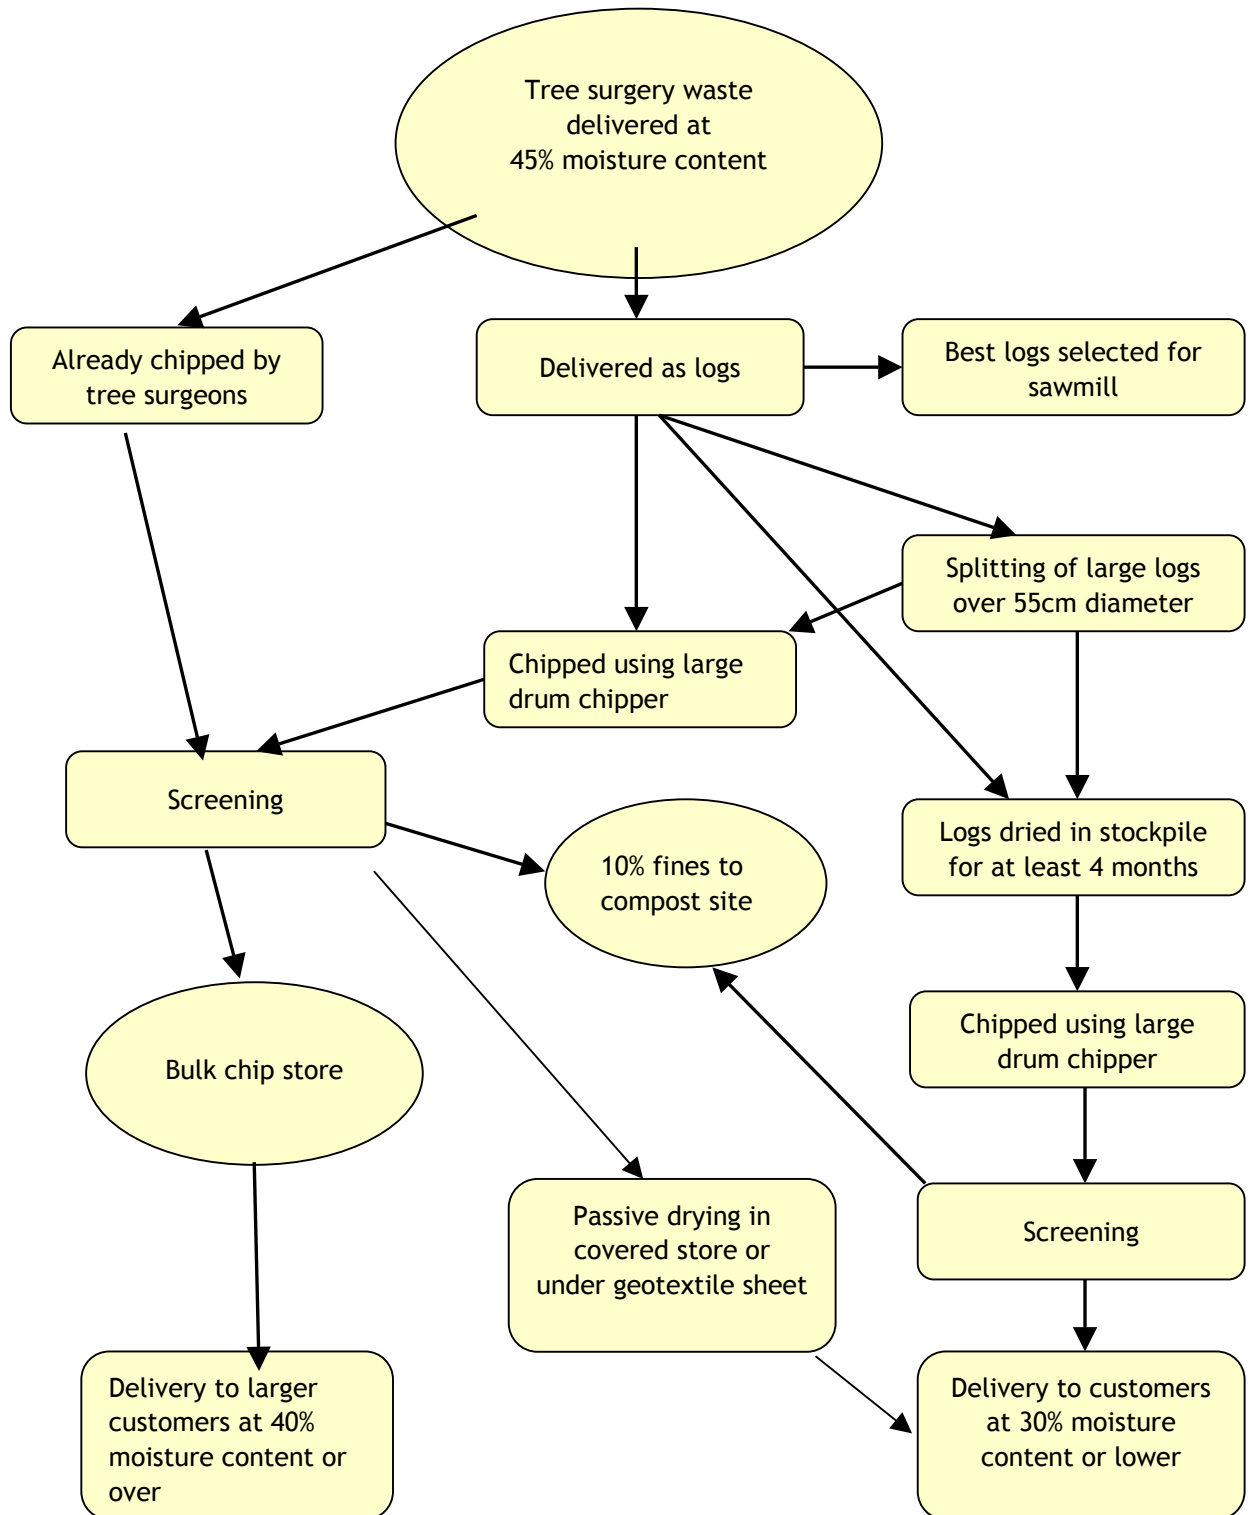 Tree surgery waste
delivered at
45% moisture content
Already chipped by
tree surgeons
Delivered as logs
Best logs selected for
sawmill
Splitting of large logs
over 55cm diameter
Chipped using large
drum chipper
Screening
10% fines to
compost site
Logs dried in stockpile
for at least 4 months
Bulk chip store
Chipped using large
drum chipper
Passive drying in
covered store or
under geotextile sheet
Screening
Delivery to larger
customers at 40%
moisture content or
over
Delivery to customers
at 30% moisture
content or lower